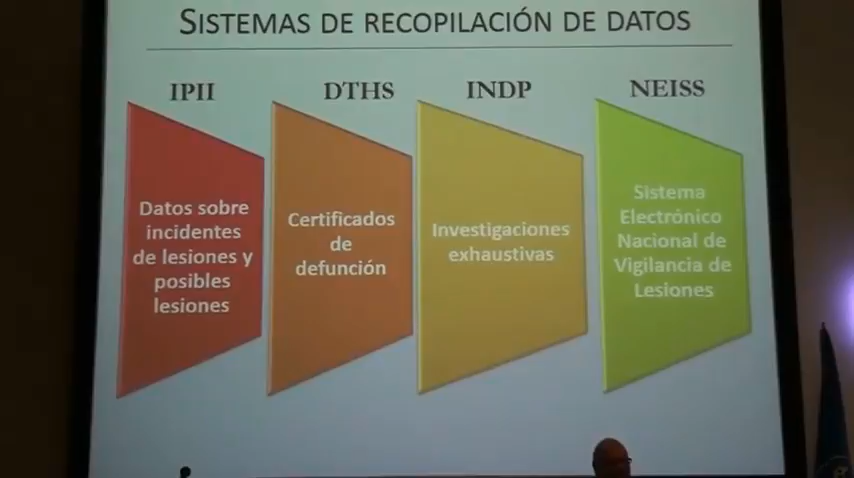 SISTEMAS DE RECOPILACIÓN DE DATOS
IPII
Datos sobre
incidentes
de lesiones y
posibles
lesiones
DTHS
Certificados
de
defunción
INDP
Investigaciones
exhaustivas
NEISS
Sistema
Electrónico
Nacional de
Vigilancia de
Lesiones